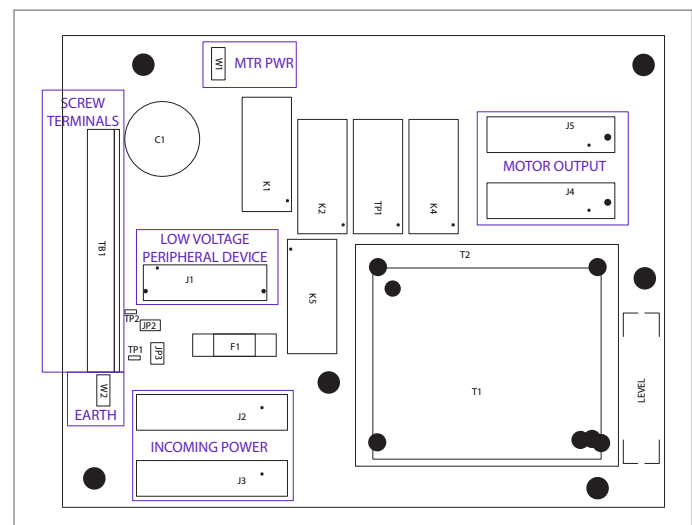 W1
MTR PWR
SCREW
TERMINALS
C1
J5
MOTOR OUTPUT
J4
K1
K2
TP1
K4
TB1
LOW VOLTAGE
PERIPHERAL DEVICE
J1
T2
K5
TP2
JP2
TP1
JP3
F1
T1
LEVEL
W2
EARTH
J2
INCOMING POWER
J3